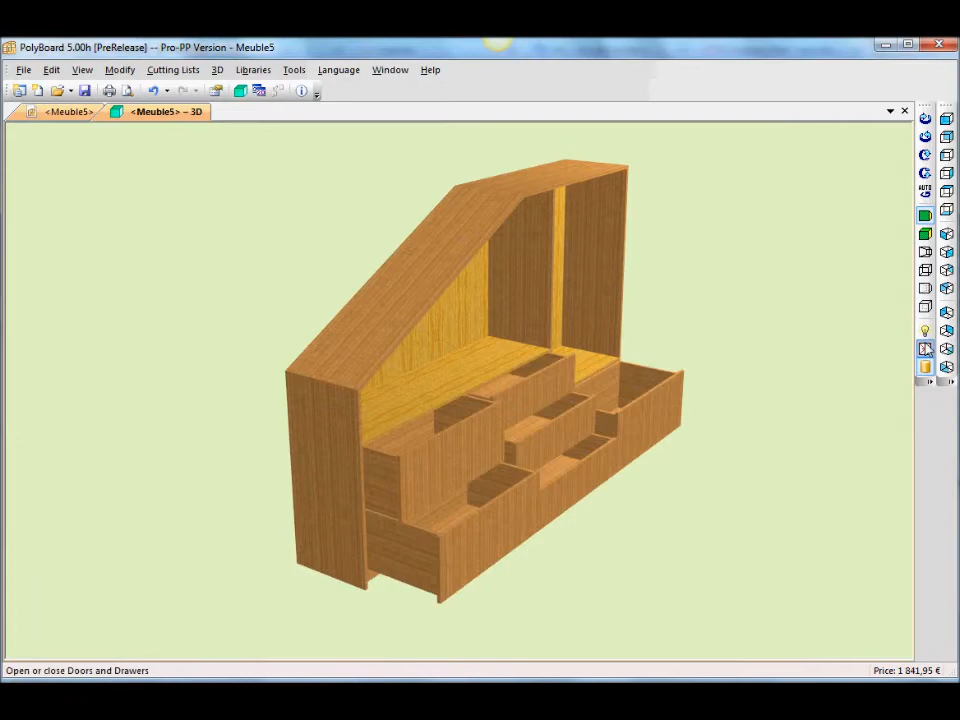 PolyBoard 5.00h [PreRelease] -- Pro-PP Version - Meuble5
File Edit View Modify Cutting Lists 3D Libraries Tools Language Window Help
<Meuble5> <Meuble5> – 3D
AUTO
Open or close Doors and Drawers Price: 1 841,95 €